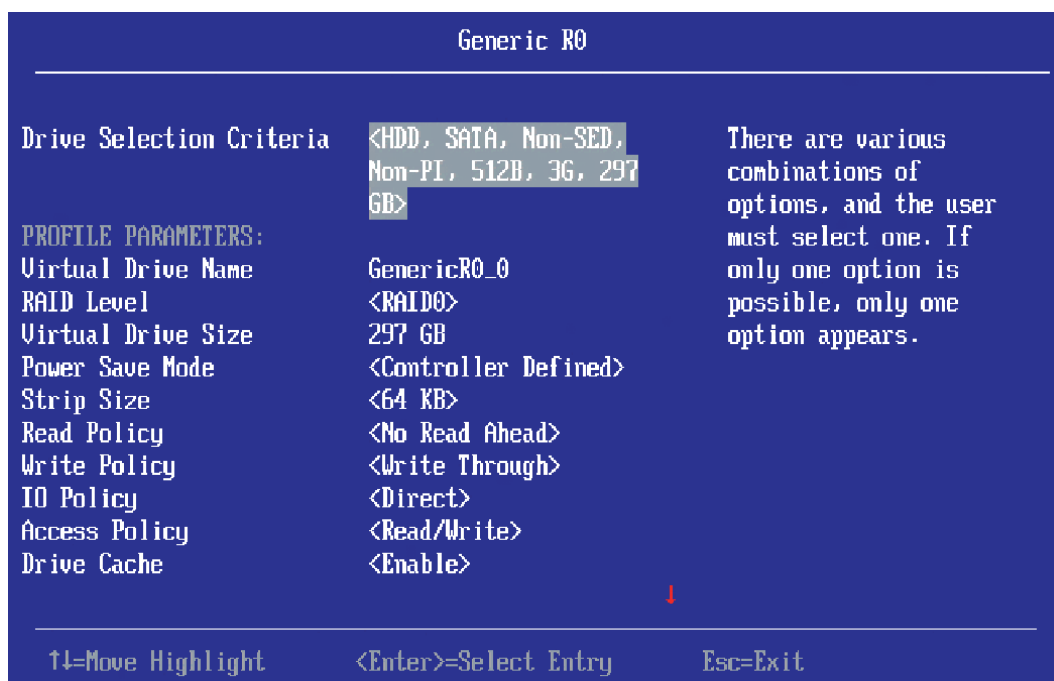 Generic R0
Drive Selection Criteria <HDD, SATA, Non-SED,
Non-PI, 512B, 3G, 297
GB>
PROFILE PARAMETERS:
Virtual Drive Name GenericR0_0
RAID Level <RAID0>
Virtual Drive Size 297 GB
Power Save Mode <Controller Defined>
Strip Size <64 KB>
Read Policy <No Read Ahead>
Write Policy <Write Through>
IO Policy <Direct>
Access Policy <Read/Write>
Drive Cache <Enable>
There are various
combinations of
options, and the user
must select one. If
only one option is
possible, only one
option appears.
↓
↑↓=Move Highlight <Enter>=Select Entry Esc=Exit